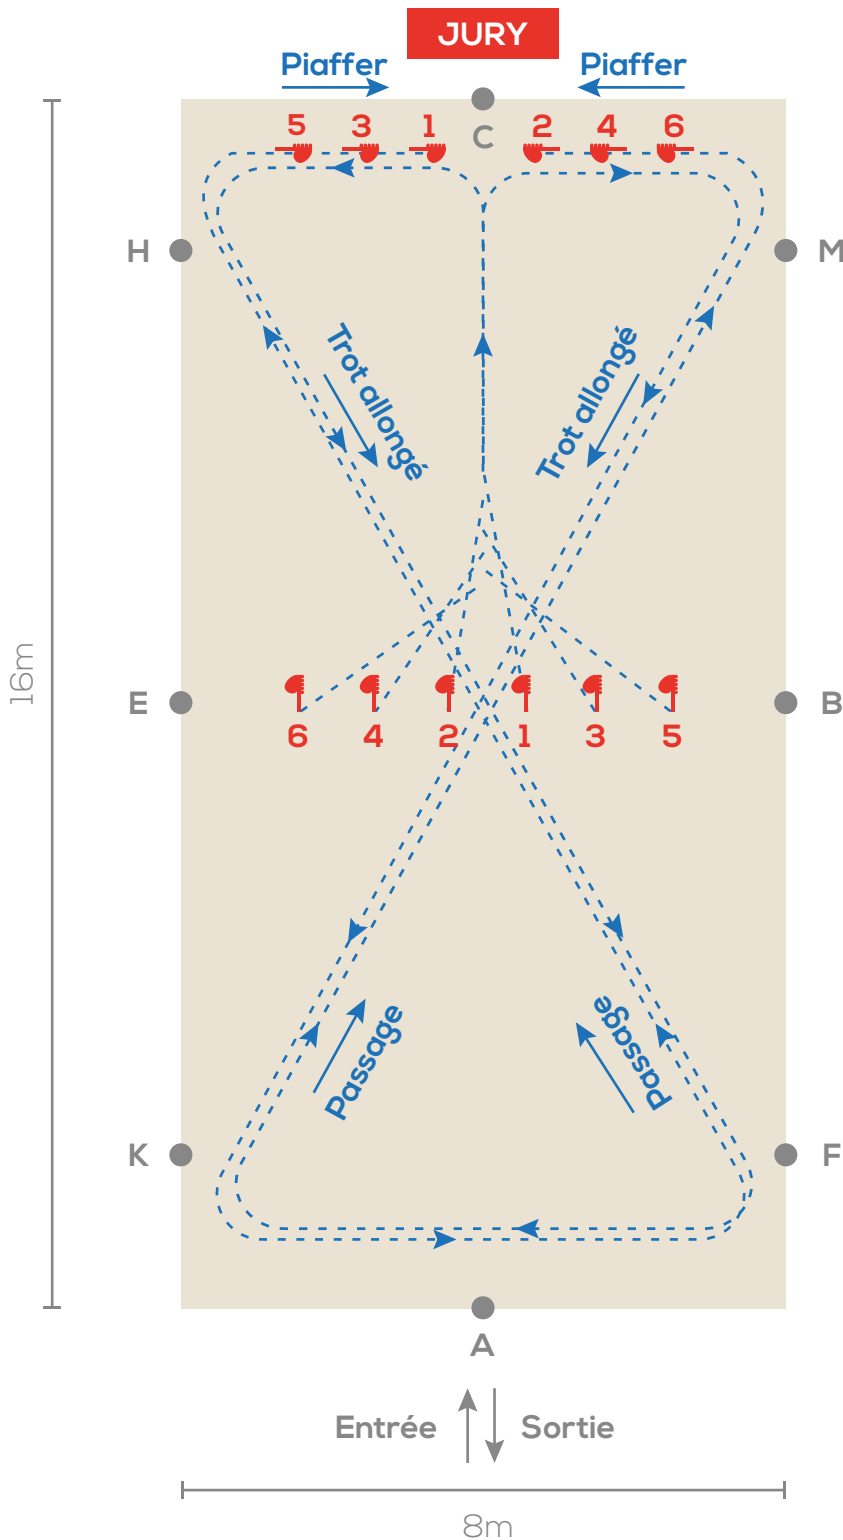 JURY
Piaffer
Piaffer
5 3 1 C 2 4 6
H
M
Trot allongé
Trot allongé
16m
E
B
6 4 2 1 3 5
Passage
Passage
K
F
A
Entrée
Sortie
8m